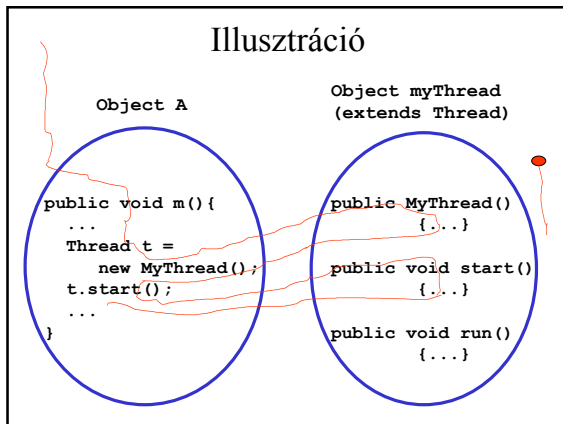 Illusztráció
Object A
public void m(){
...
Thread t =
new MyThread();
t.start();
...
}
Object myThread
(extends Thread)
public MyThread()
{...}
public void start()
{...}
public void run()
{...}